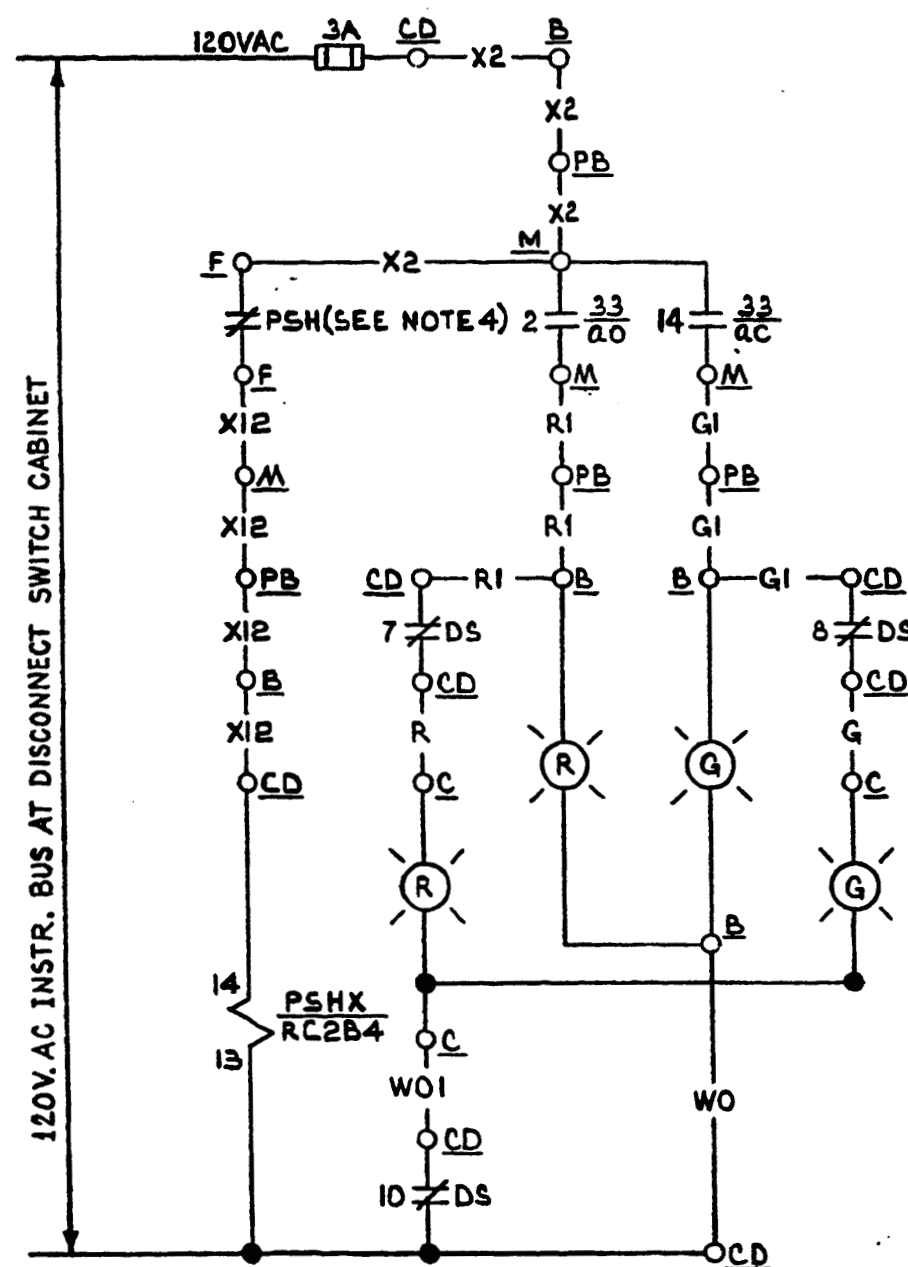 120VAC 3A CD X2 B
X2
PB
X2
F X2 M
PSH(SEE NOTE 4) 2 33/ao 14 33/ac
F M M
X12 R1 G1
M PB PB
X12 R1 G1
PB CD R1 B B G1 CD
X12 7 DS 8 DS
B CD CD
X12 R G
R G
CD C C
R G
B
14 PSHX
13 RC2B4
C
WO1 WO
CD
10 DS
CD
120V. AC INSTR. BUS AT DISCONNECT SWITCH CABINET